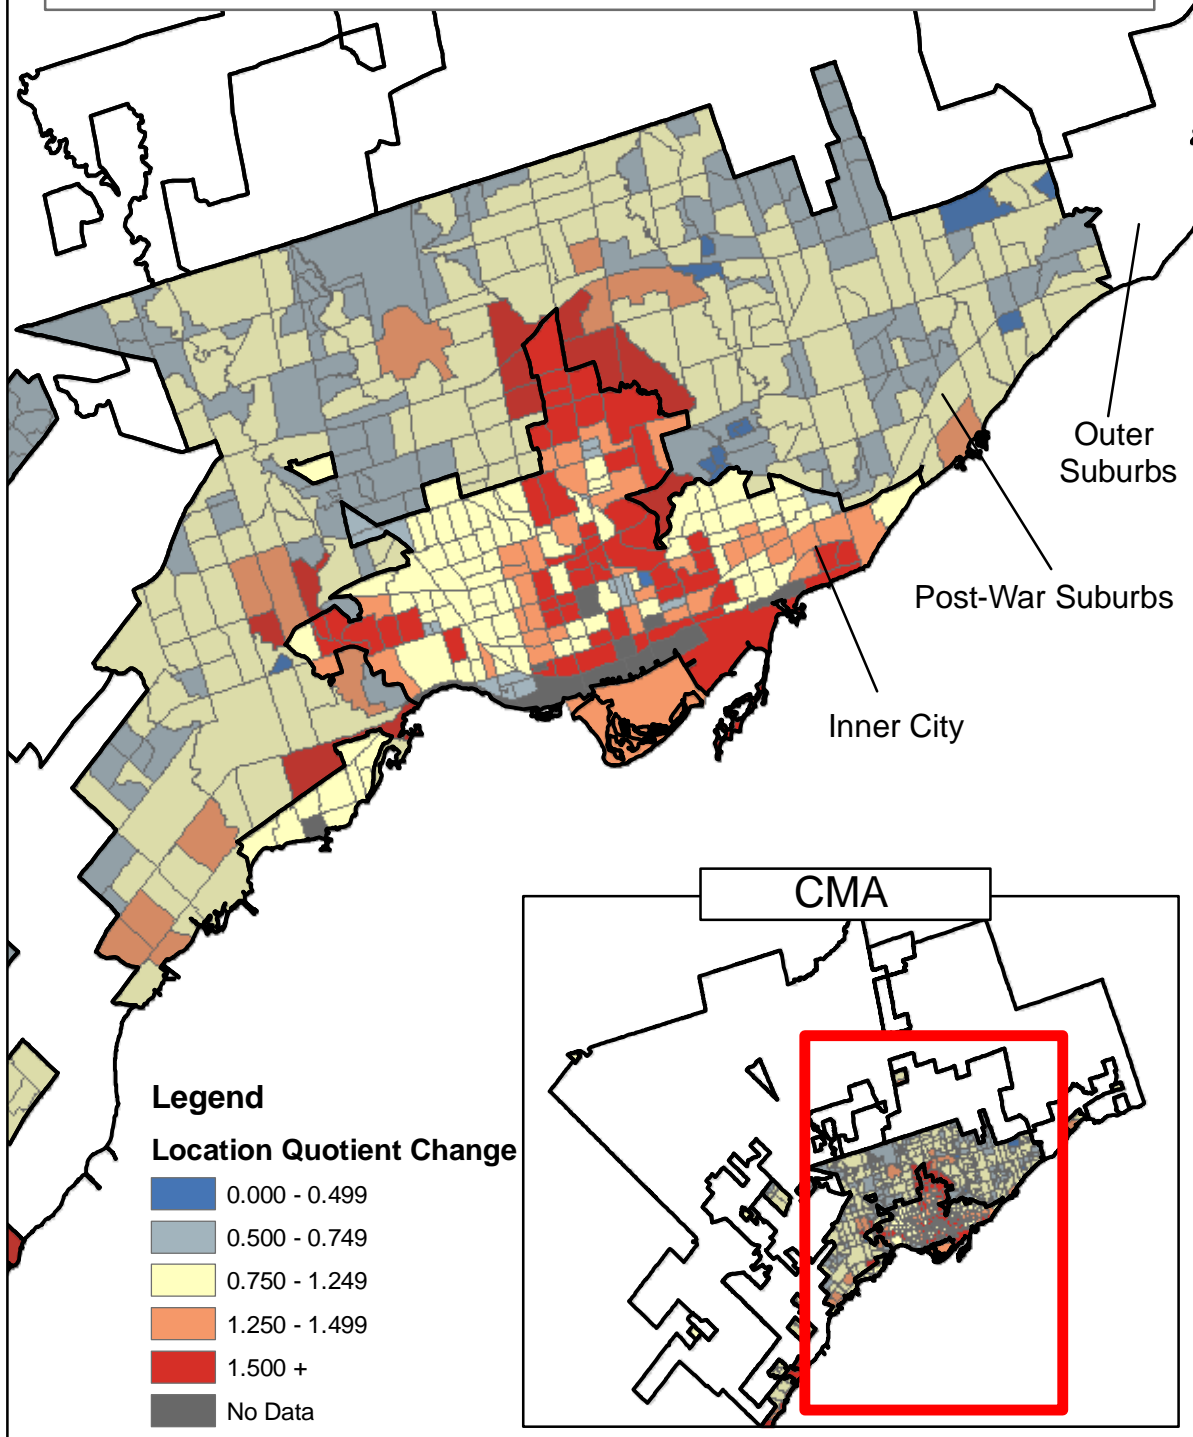 Outer
Suburbs
Post-War Suburbs
Inner City
CMA
Legend
Location Quotient Change
0.000 - 0.499
0.500 - 0.749
0.750 - 1.249
1.250 - 1.499
1.500 +
No Data